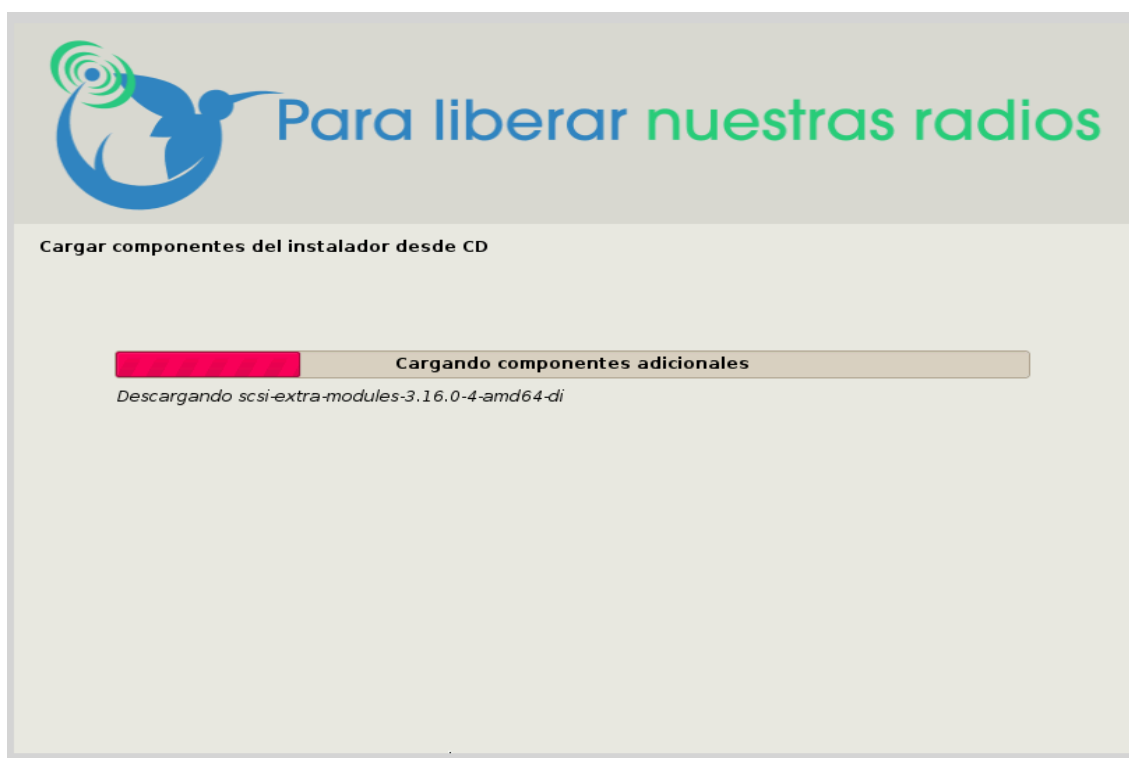 Para liberar nuestras radios
Cargar componentes del instalador desde CD
Cargando componentes adicionales
Descargando scsi-extra-modules-3.16.0-4-amd64-di